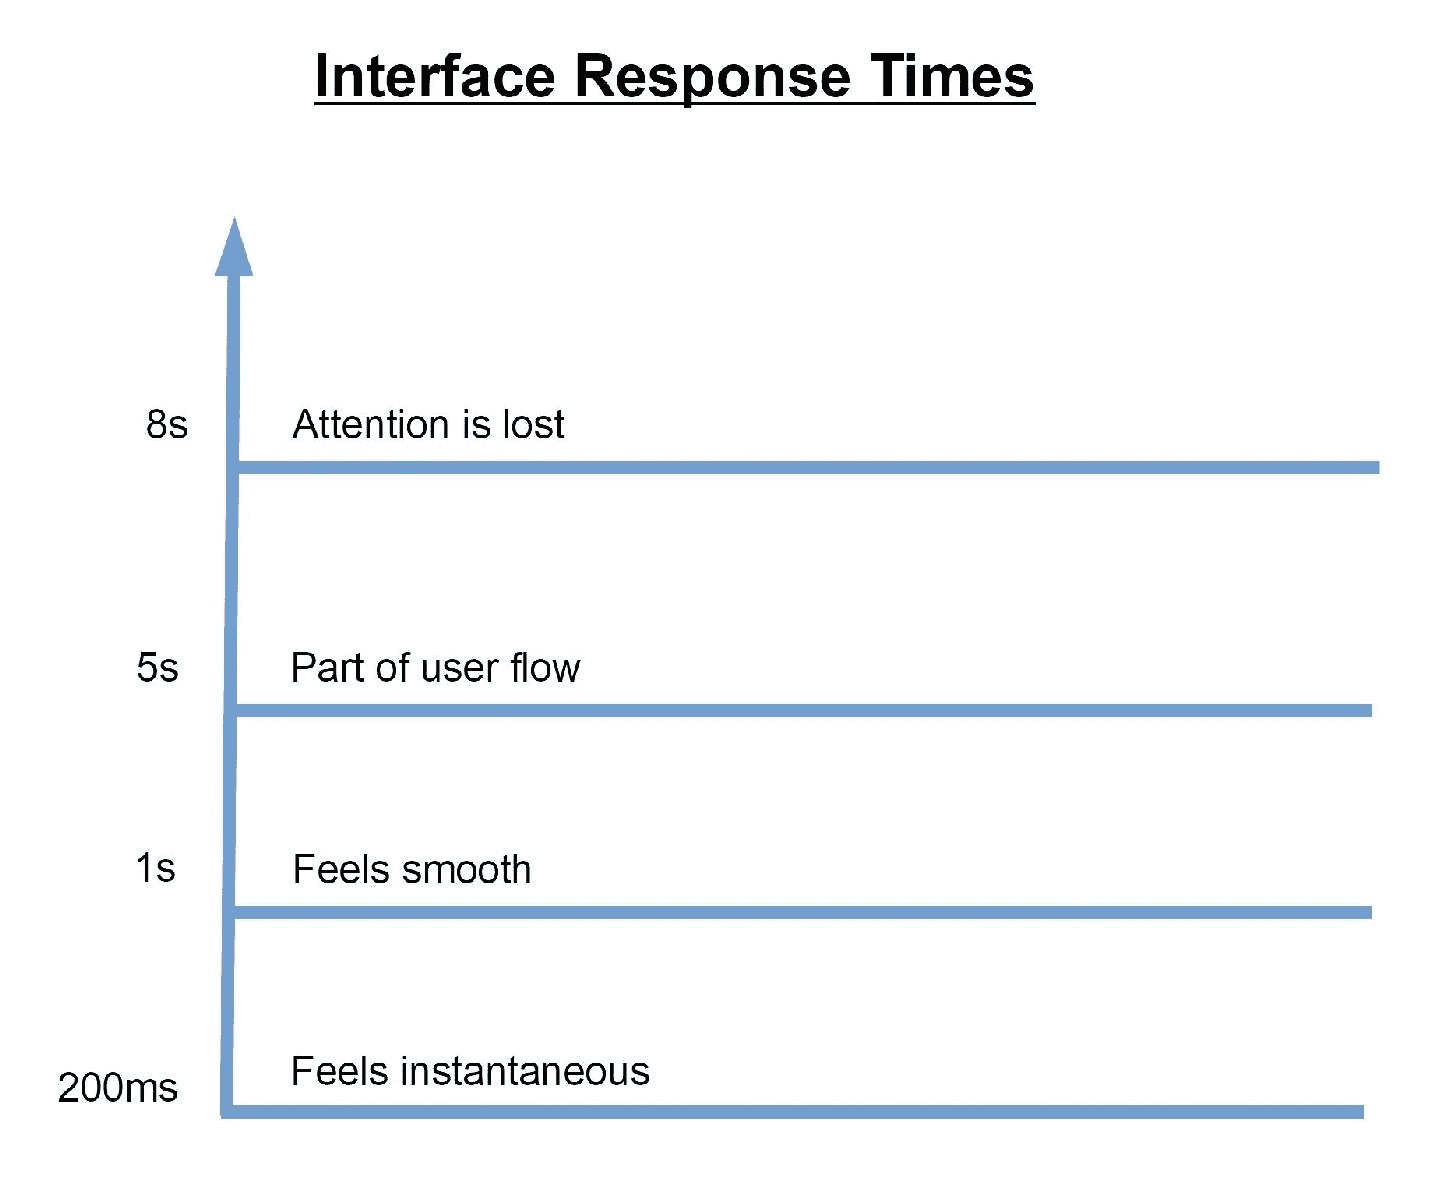 Interface Response Times
8s Attention is lost
5s Part of user flow
1s Feels smooth
200ms Feels instantaneous